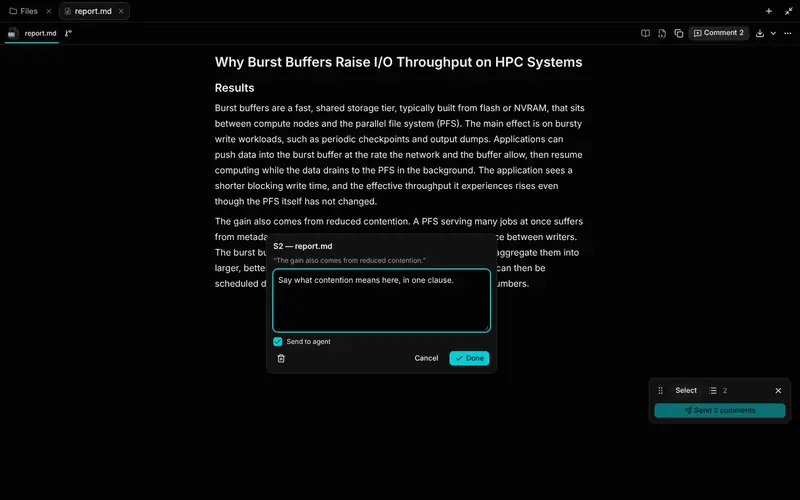 Files
report.md
report.md
Comment 2
Why Burst Buffers Raise I/O Throughput on HPC Systems
Results
Burst buffers are a fast, shared storage tier, typically built from flash or NVRAM, that sits
between compute nodes and the parallel file system (PFS). The main effect is on bursty
write workloads, such as periodic checkpoints and output dumps. Applications can
push data into the burst buffer at the rate the network and the buffer allow, then resume
computing while the data drains to the PFS in the background. The application sees a
shorter blocking write time, and the effective throughput it experiences rises even
though the PFS itself has not changed.
The gain also comes from reduced contention. A PFS serving many jobs at once suffers
from between writers.
The burst aggregate them into
larger, can then be
scheduled
S2 — report.md
“The gain also comes from reduced contention.”
Say what contention means here, in one clause.
Send to agent
Cancel
Done
Select
2
Send 2 comments